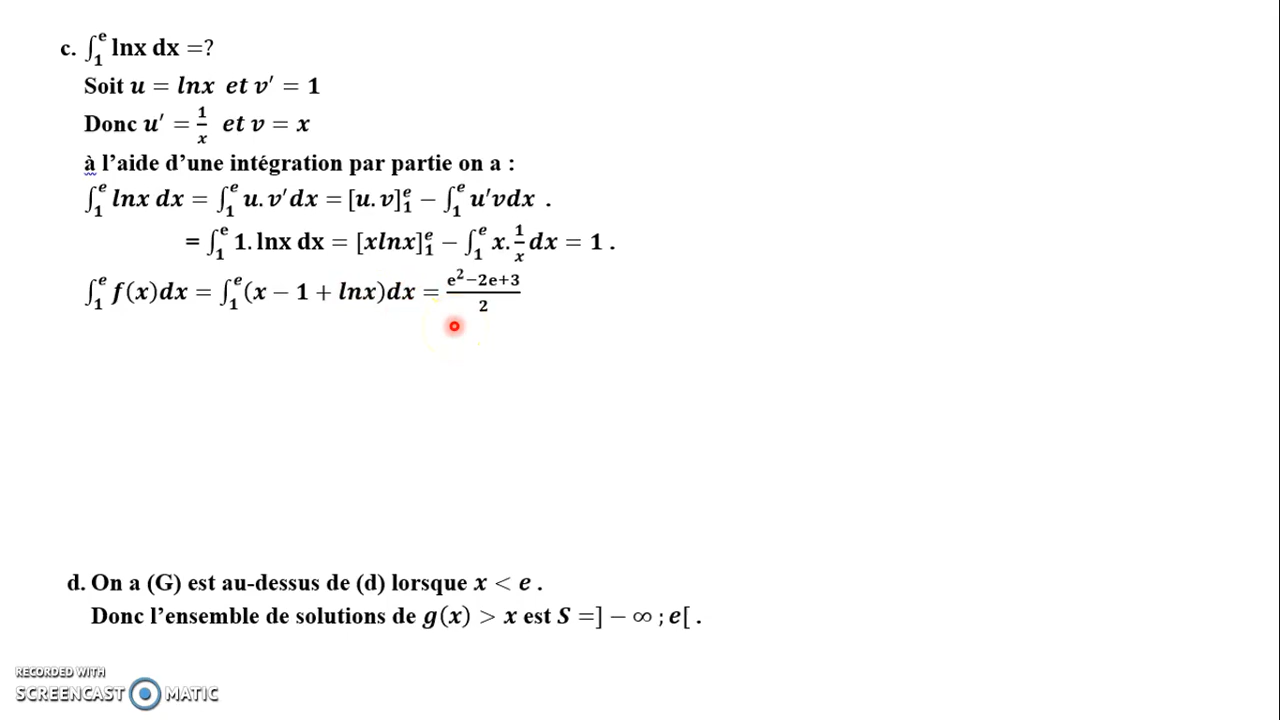 c. ∫₁ᵉ lnx dx =?
Soit u = lnx et v′ = 1
Donc u′ = 1/x et v = x
à l’aide d’une intégration par partie on a :
∫₁ᵉ lnx dx = ∫₁ᵉ u. v′dx = [u. v]₁ᵉ − ∫₁ᵉ u′vdx .
= ∫₁ᵉ 1. lnx dx = [xlnx]₁ᵉ − ∫₁ᵉ x. 1/x dx = 1 .
∫₁ᵉ f(x)dx = ∫₁ᵉ(x − 1 + lnx)dx = (e²−2e+3)/2
d. On a (G) est au-dessus de (d) lorsque x < e .
Donc l’ensemble de solutions de g(x) > x est S =] − ∞ ; e[ .
RECORDED WITH
SCREENCAST MATIC